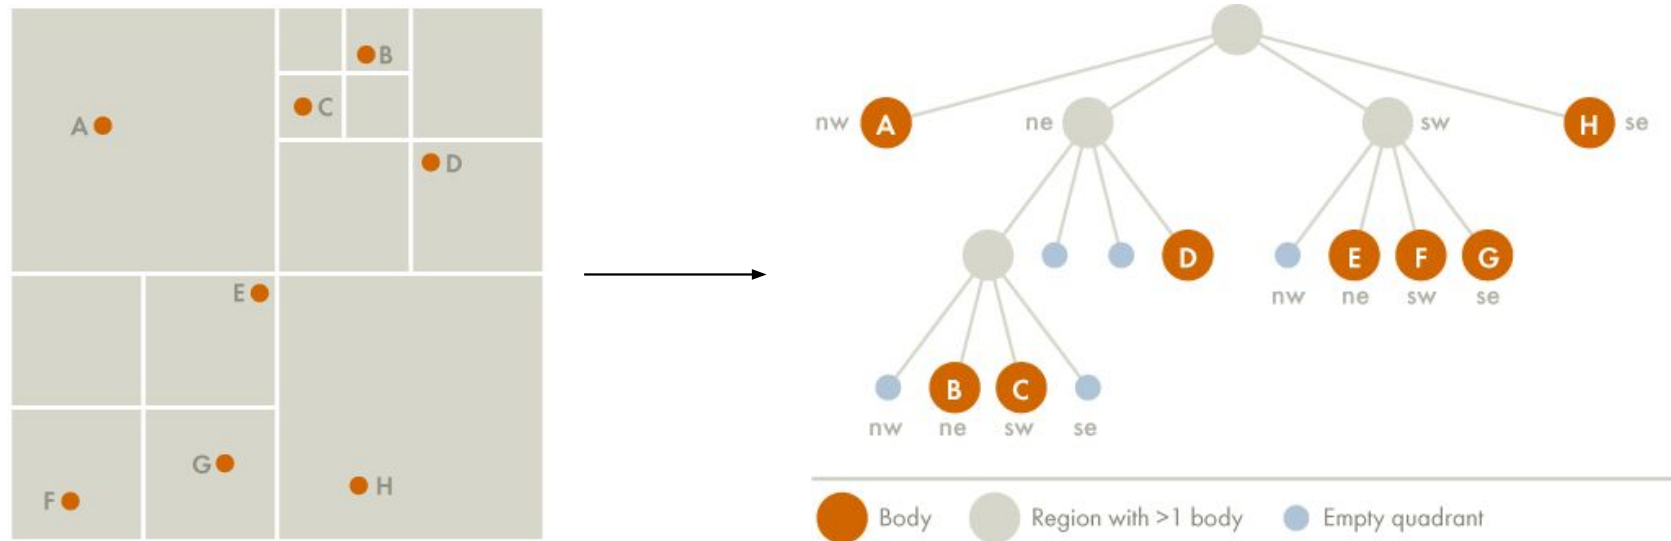 B
C
A
D
E
G
F
H
nw A ne sw H se
D E F G
nw ne sw se
B C
nw ne sw se
Body Region with >1 body Empty quadrant